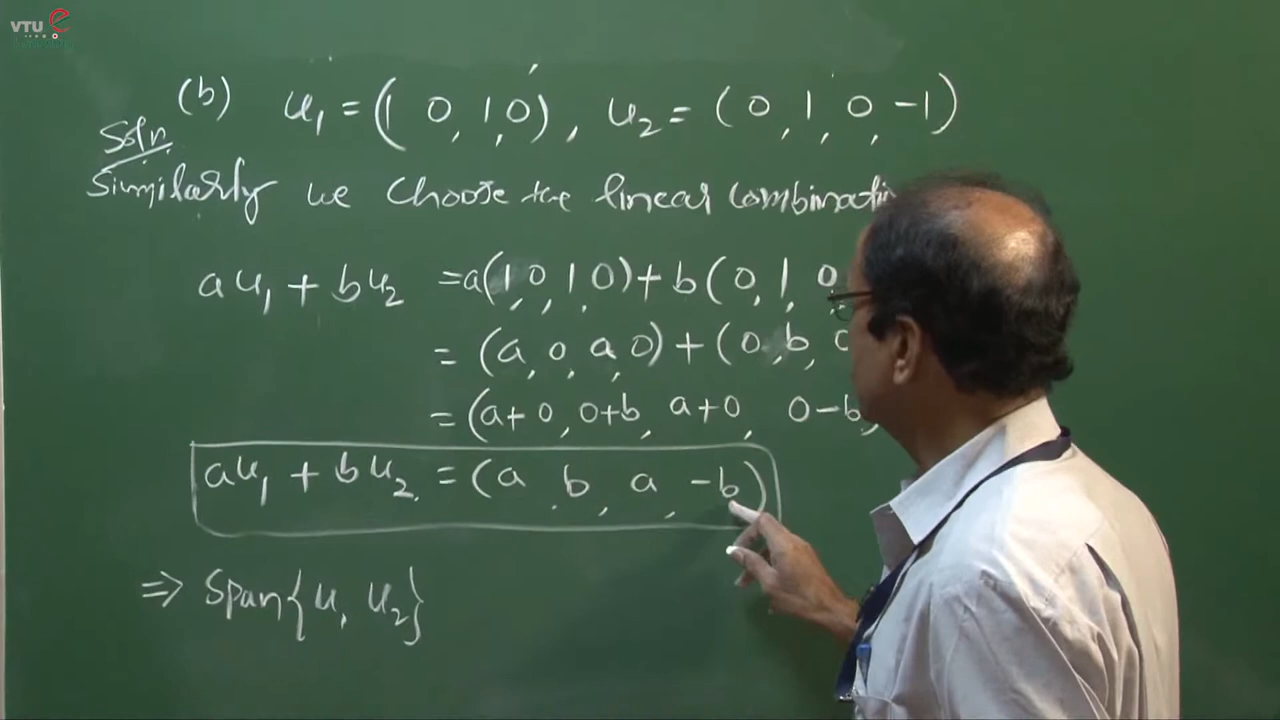 VTU e
(b) u₁ = (1 0, 1, 0), u₂ = (0, 1, 0, -1)
Soln
Similarly we choose the linear
au₁ + bu₂ = a(1, 0, 1, 0) + b(0, 1, 0
= (a, 0, a, 0) + (0, b,
= (a+0, 0+b, a+0, 0-b,
au₁ + bu₂ = (a b, a, -b)
⇒ Span{u₁ u₂}